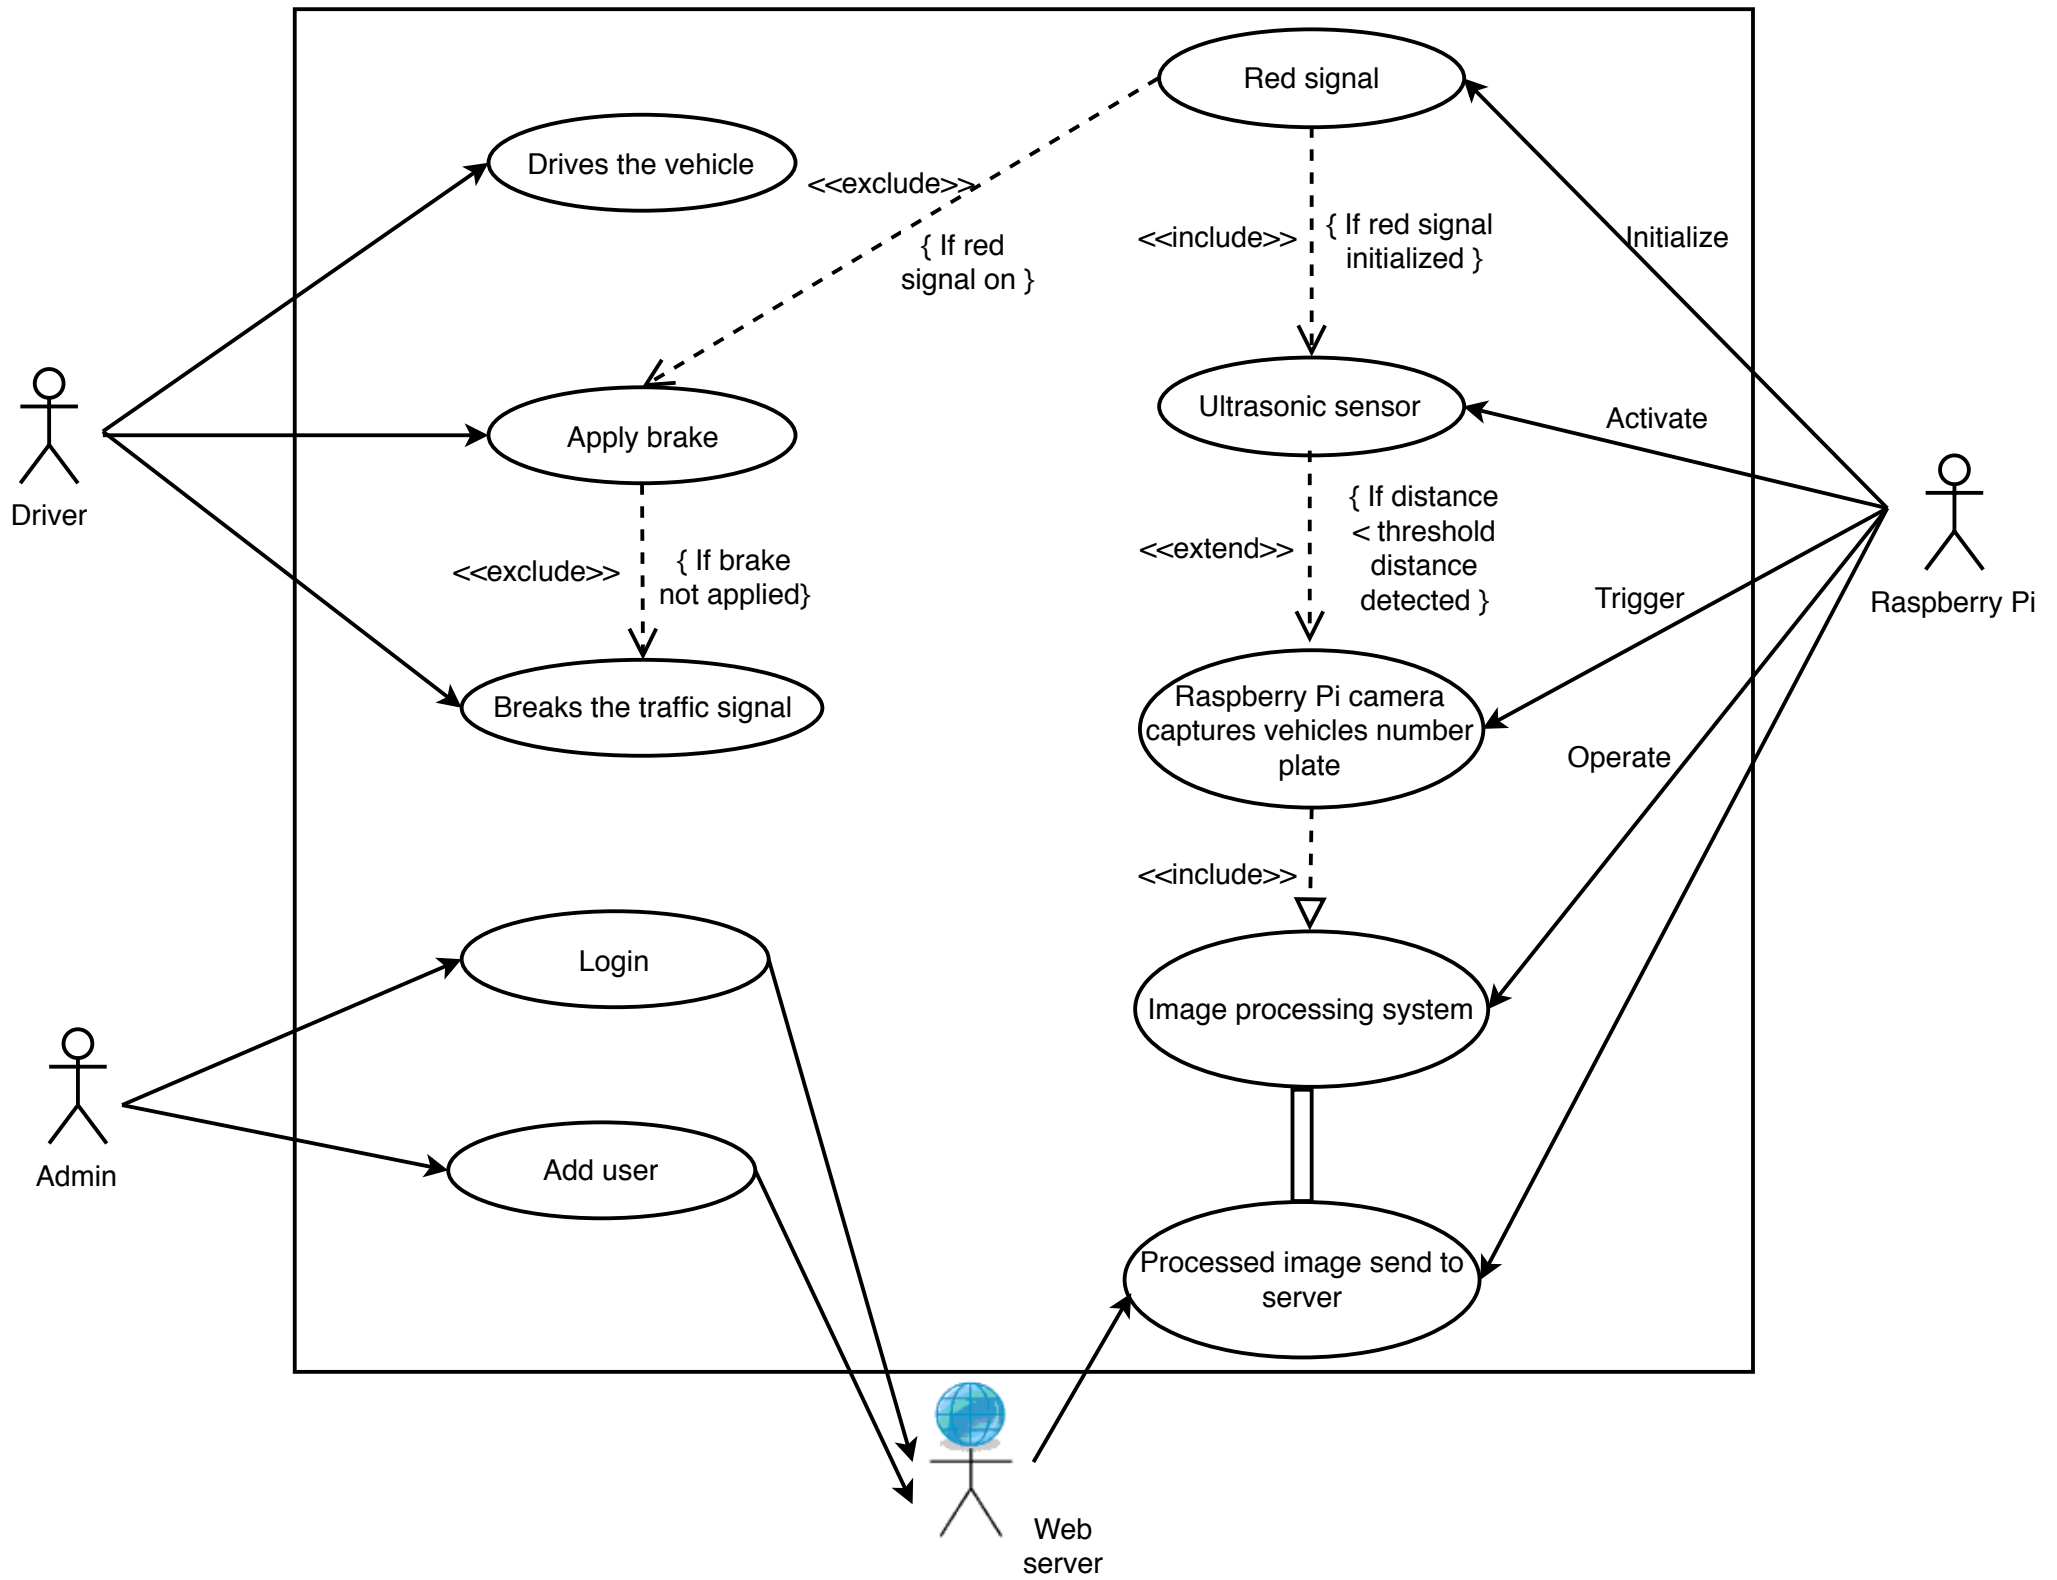 Red signal
Drives the vehicle
<<exclude>>
{ If red
signal on }
<<include>>
{ If red signal
initialized }
Initialize
Ultrasonic sensor
Activate
Apply brake
Driver
{ If distance
< threshold
distance
detected }
<<extend>>
<<exclude>>
{ If brake
not applied}
Trigger
Raspberry Pi
Breaks the traffic signal
Raspberry Pi camera
captures vehicles number
plate
Operate
<<include>>
Login
Image processing system
Admin
Add user
Processed image send to
server
Web
server